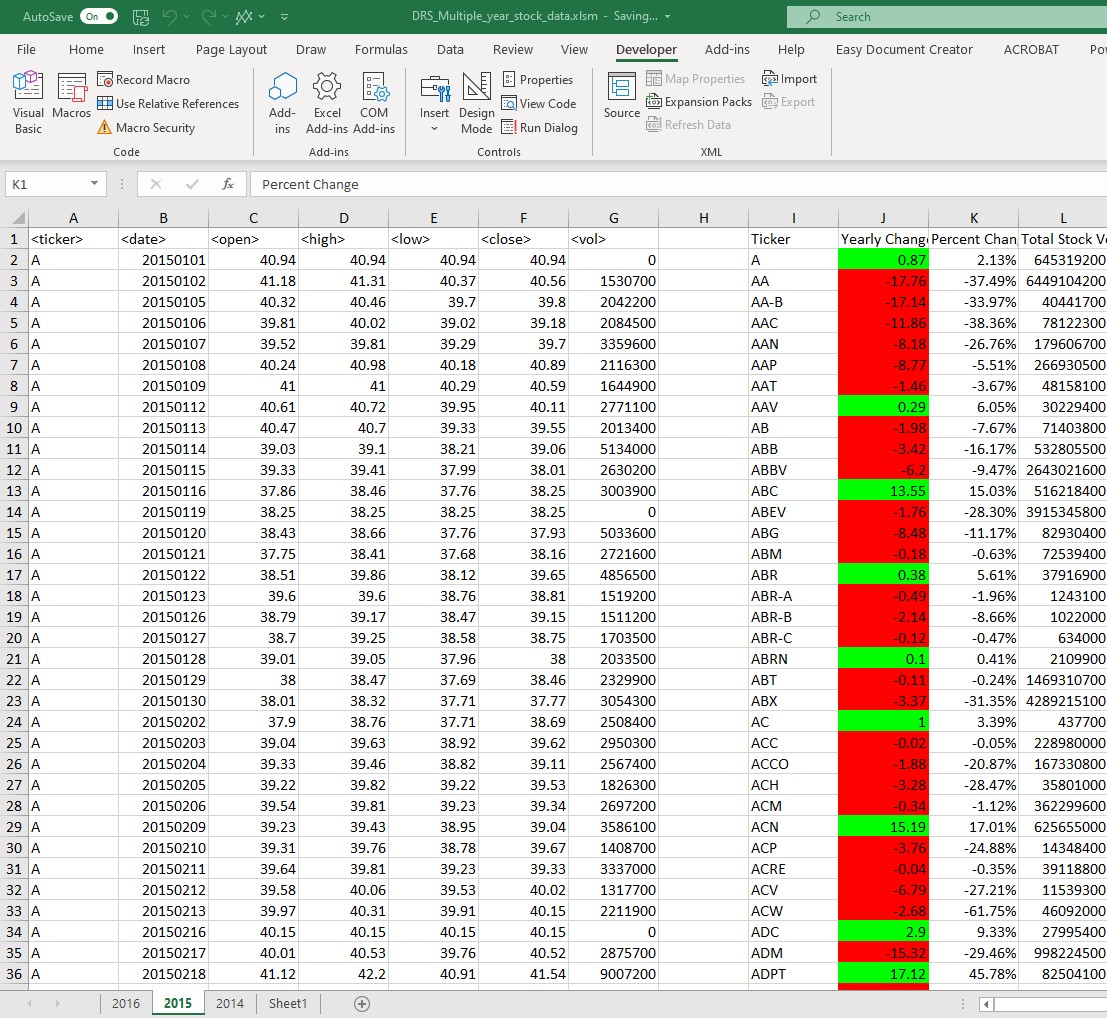 AutoSave On DRS_Multiple_year_stock_data.xlsm - Saving... Search
File Home Insert Page Layout Draw Formulas Data Review View Developer Add-ins Help Easy Document Creator ACROBAT Po
Visual Basic Macros Record Macro Use Relative References Macro Security
Add-ins Excel Add-ins COM Add-ins
Insert Design Mode Properties View Code Run Dialog
Source Map Properties Expansion Packs Refresh Data Import Export
Code Add-ins Controls XML
K1 fx Percent Change
A B C D E F G H I J K L
1 <ticker> <date> <open> <high> <low> <close> <vol> Ticker Yearly Change Percent Chan Total Stock Vo
2 A 20150101 40.94 40.94 40.94 40.94 0 A 0.87 2.13% 645319200
3 A 20150102 41.18 41.31 40.37 40.56 1530700 AA -17.76 -37.49% 6449104200
4 A 20150105 40.32 40.46 39.7 39.8 2042200 AA-B -17.14 -33.97% 40441700
5 A 20150106 39.81 40.02 39.02 39.18 2084500 AAC -11.86 -38.36% 78122300
6 A 20150107 39.52 39.81 39.29 39.7 3359600 AAN -8.18 -26.76% 179606700
7 A 20150108 40.24 40.98 40.18 40.89 2116300 AAP -8.77 -5.51% 266930500
8 A 20150109 41 41 40.29 40.59 1644900 AAT -1.46 -3.67% 48158100
9 A 20150112 40.61 40.72 39.95 40.11 2771100 AAV 0.29 6.05% 30229400
10 A 20150113 40.47 40.7 39.33 39.55 2013400 AB -1.98 -7.67% 71403800
11 A 20150114 39.03 39.1 38.21 39.06 5134000 ABB -3.42 -16.17% 532805500
12 A 20150115 39.33 39.41 37.99 38.01 2630200 ABBV -6.2 -9.47% 2643021600
13 A 20150116 37.86 38.46 37.76 38.25 3003900 ABC 13.55 15.03% 516218400
14 A 20150119 38.25 38.25 38.25 38.25 0 ABEV -1.76 -28.30% 3915345800
15 A 20150120 38.43 38.66 37.76 37.93 5033600 ABG -8.48 -11.17% 82930400
16 A 20150121 37.75 38.41 37.68 38.16 2721600 ABM -0.18 -0.63% 72539400
17 A 20150122 38.51 39.86 38.12 39.65 4856500 ABR 0.38 5.61% 37916900
18 A 20150123 39.6 39.6 38.76 38.81 1519200 ABR-A -0.49 -1.96% 1243100
19 A 20150126 38.79 39.17 38.47 39.15 1511200 ABR-B -2.14 -8.66% 1022000
20 A 20150127 38.7 39.25 38.58 38.75 1703500 ABR-C -0.12 -0.47% 634000
21 A 20150128 39.01 39.05 37.96 38 2033500 ABRN 0.1 0.41% 2109900
22 A 20150129 38 38.47 37.69 38.46 2329900 ABT -0.11 -0.24% 1469310700
23 A 20150130 38.01 38.32 37.71 37.77 3054300 ABX -3.37 -31.35% 4289215100
24 A 20150202 37.9 38.76 37.71 38.69 2508400 AC 1 3.39% 437700
25 A 20150203 39.04 39.63 38.92 39.62 2950300 ACC -0.02 -0.05% 228980000
26 A 20150204 39.33 39.46 38.82 39.11 2567400 ACCO -1.88 -20.87% 167330800
27 A 20150205 39.22 39.82 39.22 39.53 1826300 ACH -3.28 -28.47% 35801000
28 A 20150206 39.54 39.81 39.23 39.34 2697200 ACM -0.34 -1.12% 362299600
29 A 20150209 39.23 39.43 38.95 39.04 3586100 ACN 15.19 17.01% 625655000
30 A 20150210 39.31 39.76 38.78 39.67 1408700 ACP -3.76 -24.88% 14348400
31 A 20150211 39.64 39.81 39.23 39.33 3337000 ACRE -0.04 -0.35% 39118800
32 A 20150212 39.58 40.06 39.53 40.02 1317700 ACV -6.79 -27.21% 11539300
33 A 20150213 39.97 40.31 39.91 40.15 2211900 ACW -2.68 -61.75% 46092000
34 A 20150216 40.15 40.15 40.15 40.15 0 ADC 2.9 9.33% 27995400
35 A 20150217 40.01 40.53 39.76 40.52 2875700 ADM -15.32 -29.46% 998224500
36 A 20150218 41.12 42.2 40.91 41.54 9007200 ADPT 17.12 45.78% 82504100
2016 2015 2014 Sheet1